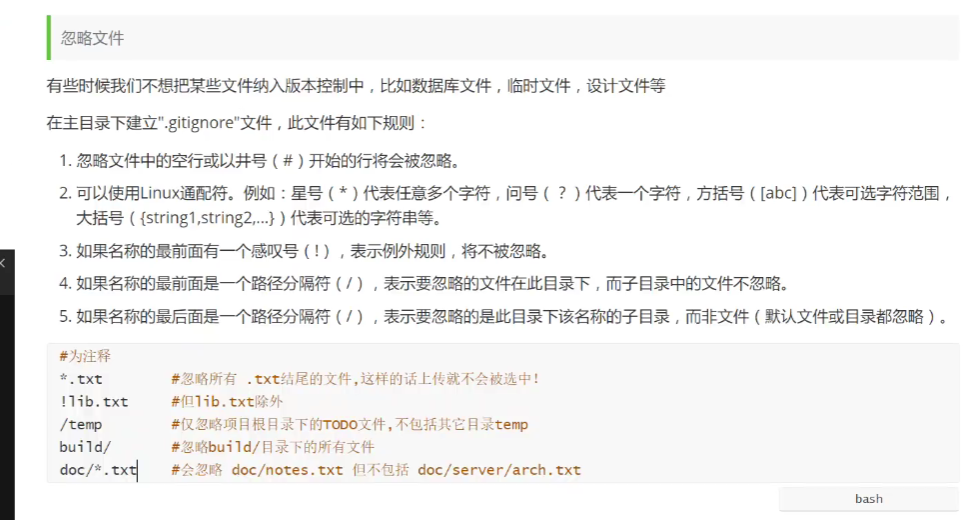 忽略文件
有些时候我们不想把某些文件纳入版本控制中，比如数据库文件，临时文件，设计文件等
在主目录下建立".gitignore"文件，此文件有如下规则：
1. 忽略文件中的空行或以井号（#）开始的行将会被忽略。
2. 可以使用Linux通配符。例如：星号（*）代表任意多个字符，问号（？）代表一个字符，方括号（[abc]）代表可选字符范围，
大括号（{string1,string2,...}）代表可选的字符串等。
3. 如果名称的最前面有一个感叹号（!），表示例外规则，将不被忽略。
4. 如果名称的最前面是一个路径分隔符（/），表示要忽略的文件在此目录下，而子目录中的文件不忽略。
5. 如果名称的最后面是一个路径分隔符（/），表示要忽略的是此目录下该名称的子目录，而非文件（默认文件或目录都忽略）。
#为注释
*.txt #忽略所有 .txt结尾的文件,这样的话上传就不会被选中!
!lib.txt #但lib.txt除外
/temp #仅忽略项目根目录下的TODO文件,不包括其它目录temp
build/ #忽略build/目录下的所有文件
doc/*.txt #会忽略 doc/notes.txt 但不包括 doc/server/arch.txt
bash